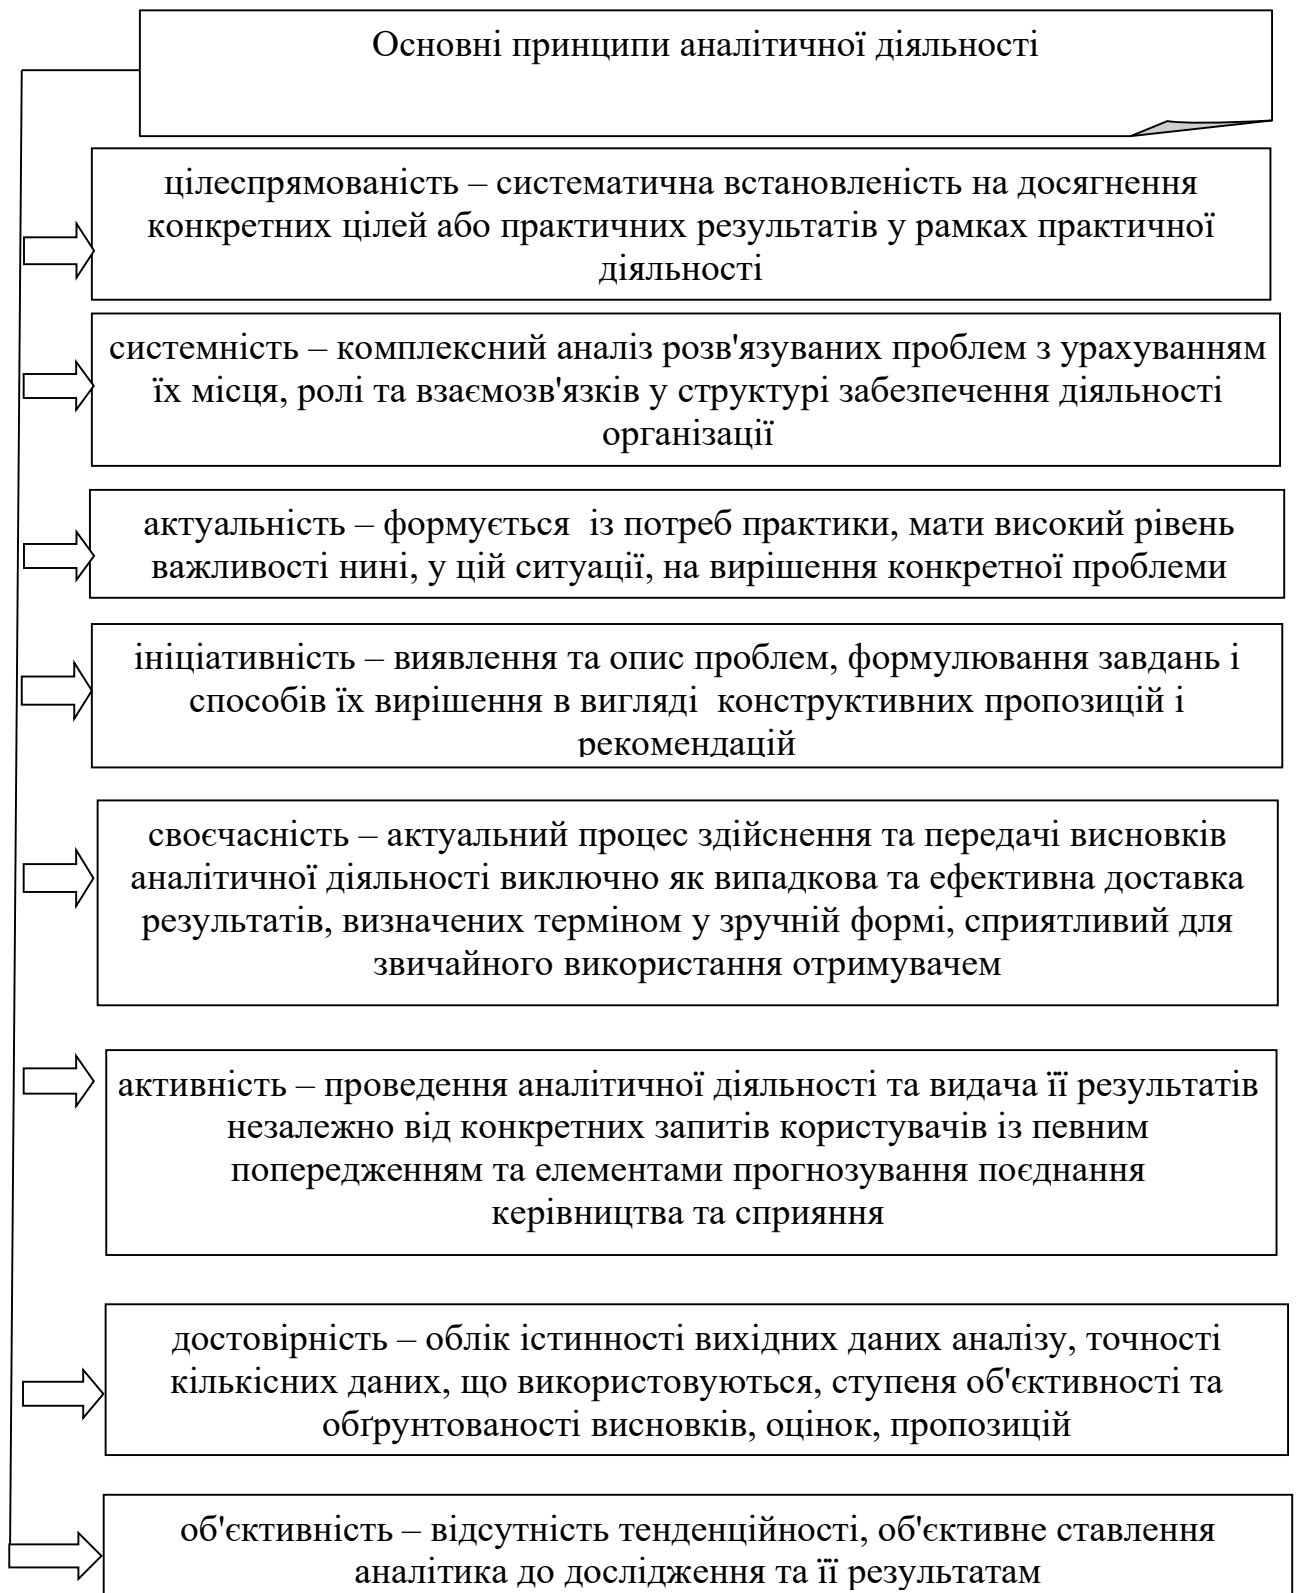 Основні принципи аналітичної діяльності
цілеспрямованість – систематична встановленість на досягнення
конкретних цілей або практичних результатів у рамках практичної
діяльності
системність – комплексний аналіз розв'язуваних проблем з урахуванням
їх місця, ролі та взаємозв'язків у структурі забезпечення діяльності
організації
актуальність – формується  із потреб практики, мати високий рівень
важливості нині, у цій ситуації, на вирішення конкретної проблеми
ініціативність – виявлення та опис проблем, формулювання завдань і
способів їх вирішення в вигляді  конструктивних пропозицій і
рекомендацій
своєчасність – актуальний процес здійснення та передачі висновків
аналітичної діяльності виключно як випадкова та ефективна доставка
результатів, визначених терміном у зручній формі, сприятливий для
звичайного використання отримувачем
активність – проведення аналітичної діяльності та видача її результатів
незалежно від конкретних запитів користувачів із певним
попередженням та елементами прогнозування поєднання
керівництва та сприяння
достовірність – облік істинності вихідних даних аналізу, точності
кількісних даних, що використовуються, ступеня об'єктивності та
обґрунтованості висновків, оцінок, пропозицій
об'єктивність – відсутність тенденційності, об'єктивне ставлення
аналітика до дослідження та її результатам